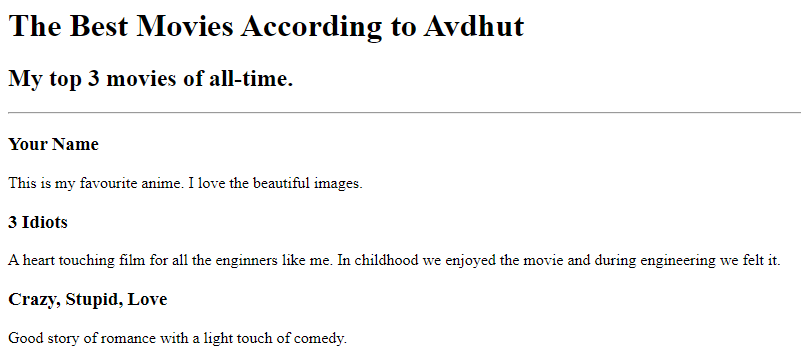 The Best Movies According to Avdhut
My top 3 movies of all-time.
Your Name
This is my favourite anime. I love the beautiful images.
3 Idiots
A heart touching film for all the enginners like me. In childhood we enjoyed the movie and during engineering we felt it.
Crazy, Stupid, Love
Good story of romance with a light touch of comedy.